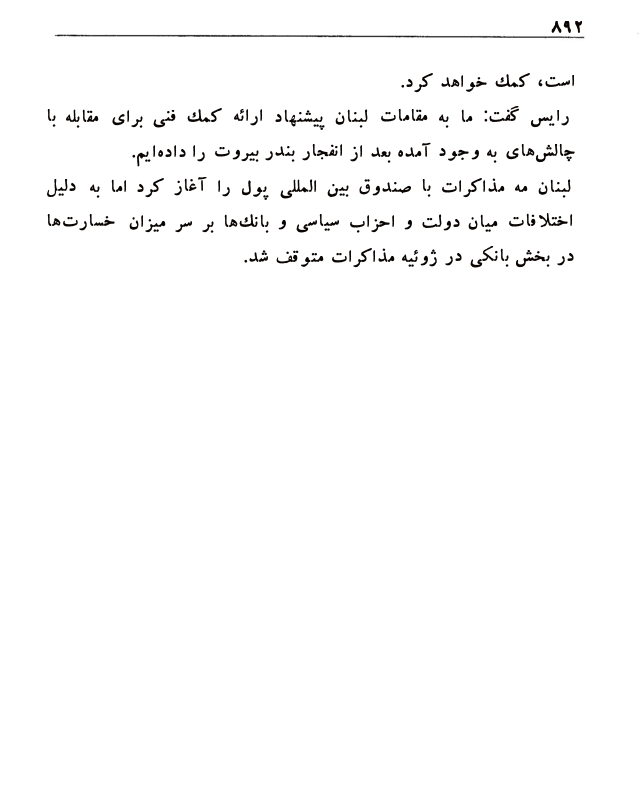 ۸۹۲
است، کمک خواهد کرد.
رایس گفت: ما به مقامات لبنان پیشنهاد ارائه کمک فنی برای مقابله با
چالش‌های به وجود آمده بعد از انفجار بندر بیروت را داده‌ایم.
لبنان مه مذاکرات با صندوق بین المللی پول را آغاز کرد اما به دلیل
اختلافات میان دولت و احزاب سیاسی و بانک‌ها بر سر میزان خسارت‌ها
در بخش بانکی در ژوئیه مذاکرات متوقف شد.